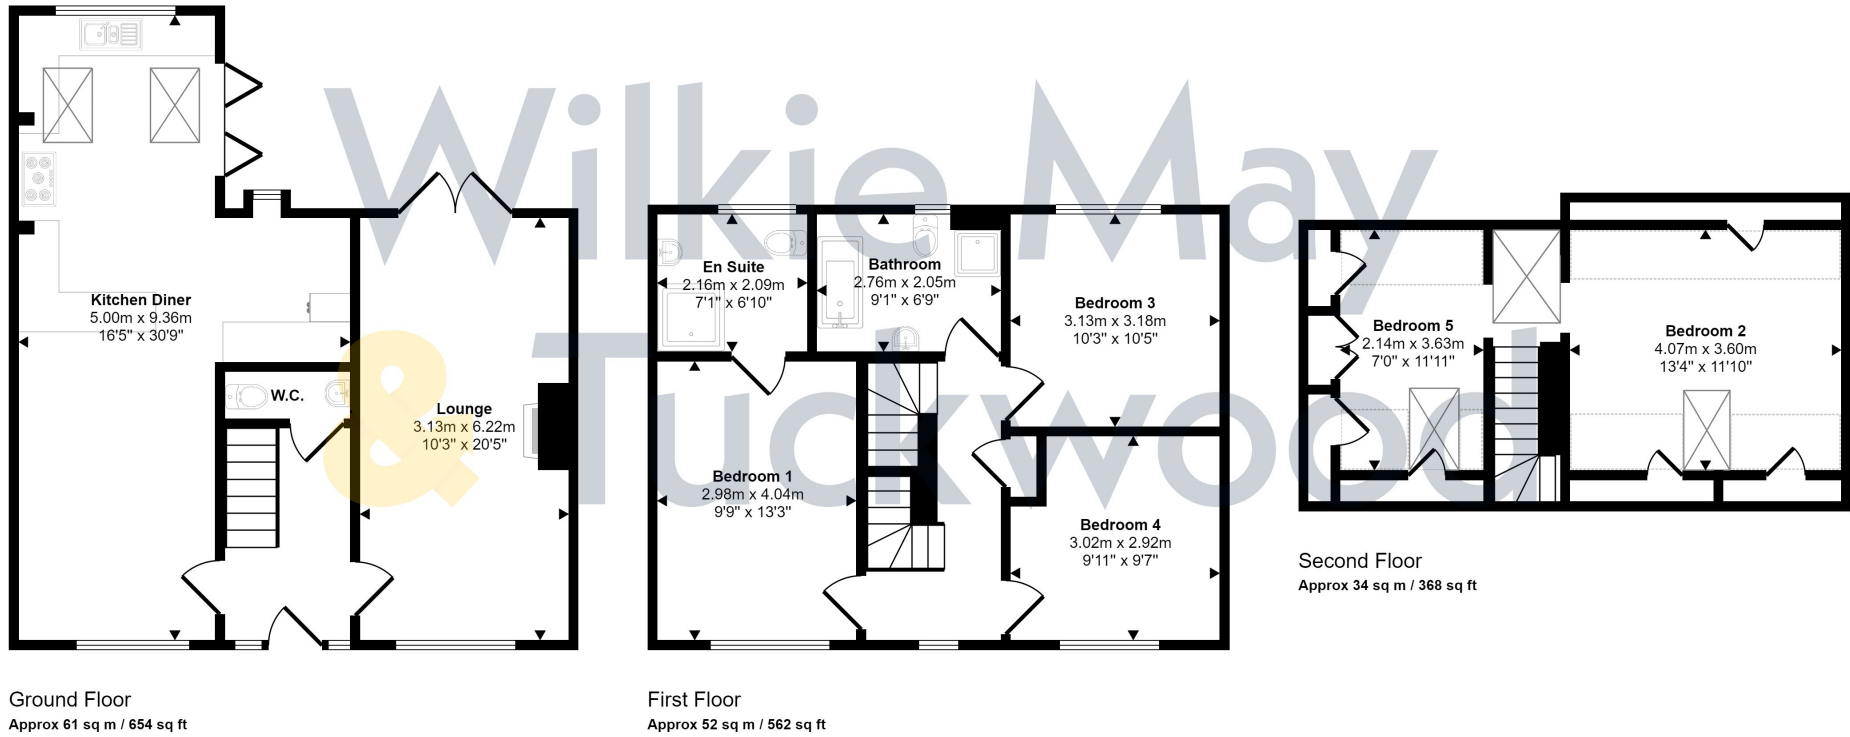 Wilkie May
& Tuckwood
Kitchen Diner
5.00m x 9.36m
16'5" x 30'9"
W.C.
Lounge
3.13m x 6.22m
10'3" x 20'5"
Ground Floor
Approx 61 sq m / 654 sq ft
En Suite
2.16m x 2.09m
7'1" x 6'10"
Bathroom
2.76m x 2.05m
9'1" x 6'9"
Bedroom 3
3.13m x 3.18m
10'3" x 10'5"
Bedroom 1
2.98m x 4.04m
9'9" x 13'3"
Bedroom 4
3.02m x 2.92m
9'11" x 9'7"
First Floor
Approx 52 sq m / 562 sq ft
Bedroom 5
2.14m x 3.63m
7'0" x 11'11"
Bedroom 2
4.07m x 3.60m
13'4" x 11'10"
Second Floor
Approx 34 sq m / 368 sq ft